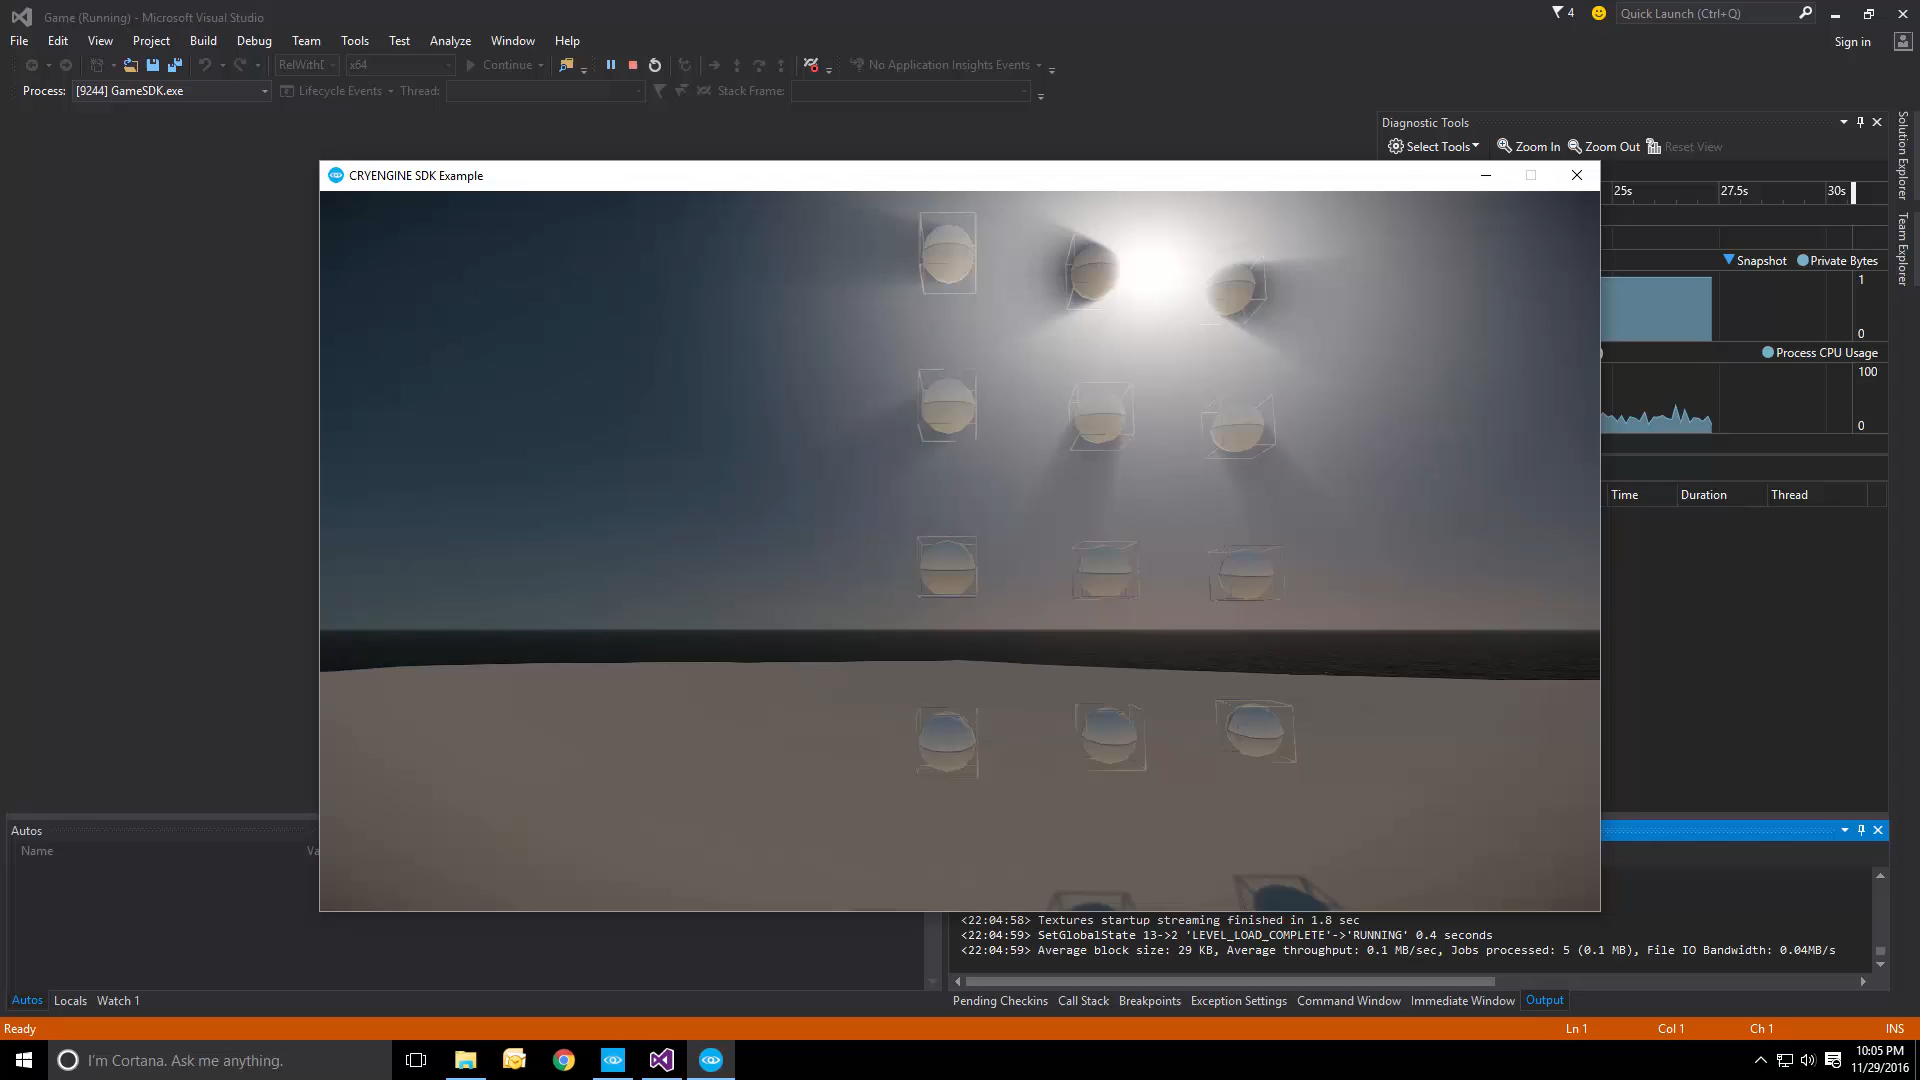 Game (Running) - Microsoft Visual Studio
4
Quick Launch (Ctrl+Q)
File Edit View Project Build Debug Team Tools Test Analyze Window Help
Sign in
RelWithD x64 Continue No Application Insights Events
Process: [9244] GameSDK.exe Lifecycle Events Thread: Stack Frame:
Diagnostic Tools
Select Tools Zoom In Zoom Out Reset View
Solution Explorer
Team Explorer
CRYENGINE SDK Example
25s 27.5s 30s
Snapshot Private Bytes
1
0
Process CPU Usage
100
0
Time Duration Thread
Autos
Name Va
<22:04:58> Textures startup streaming finished in 1.8 sec
<22:04:59> SetGlobalState 13->2 'LEVEL_LOAD_COMPLETE'->'RUNNING' 0.4 seconds
<22:04:59> Average block size: 29 KB, Average throughput: 0.1 MB/sec, Jobs processed: 5 (0.1 MB), File IO Bandwidth: 0.04MB/s
Autos Locals Watch 1
Pending Checkins Call Stack Breakpoints Exception Settings Command Window Immediate Window Output
Ready Ln 1 Col 1 Ch 1 INS
I'm Cortana. Ask me anything.
10:05 PM
11/29/2016